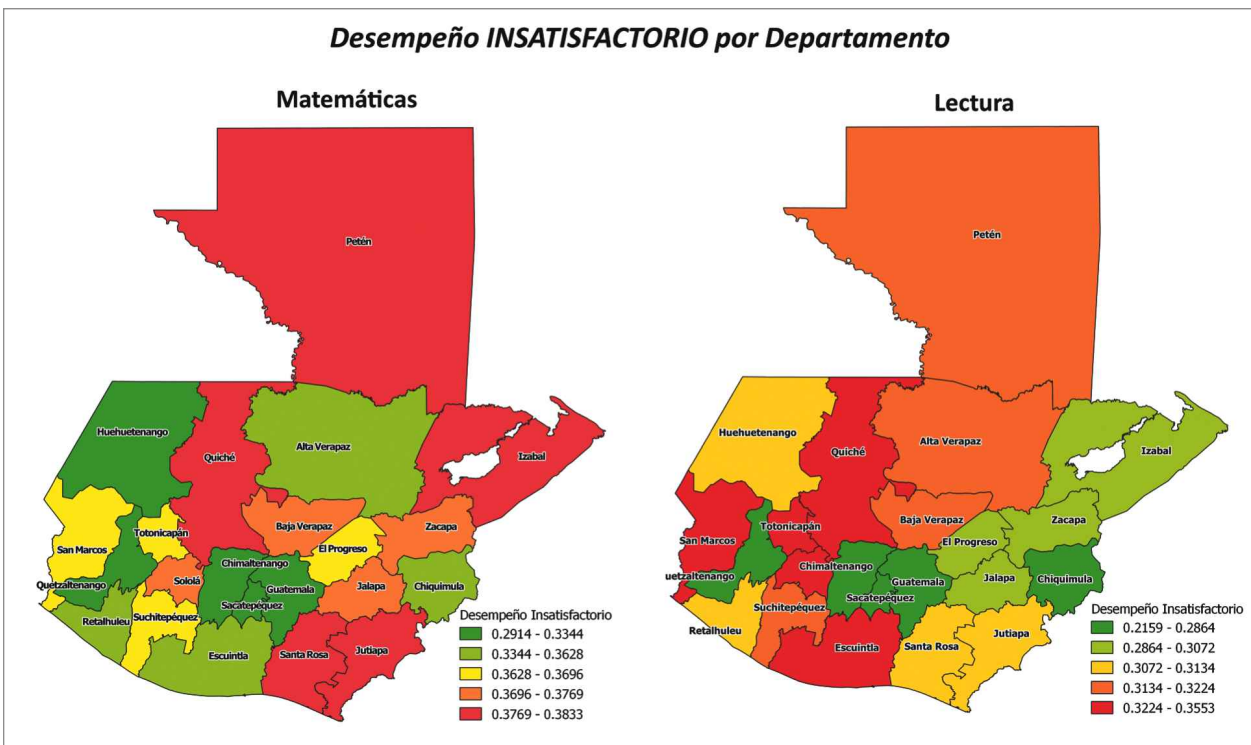 Desempeño INSATISFACTORIO por Departamento
Matemáticas
Petén
Huehuetenango
Quiché
Alta Verapaz
Izabal
San Marcos
Totonicapán
Baja Verapaz
Zacapa
El Progreso
Quetzaltenango
Sololá
Chimaltenango
Guatemala
Sacatepéquez
Jalapa
Chiquimula
Retalhuleu
Suchitepéquez
Escuintla
Santa Rosa
Jutiapa
Desempeño Insatisfactorio
0.2914 - 0.3344
0.3344 - 0.3628
0.3628 - 0.3696
0.3696 - 0.3769
0.3769 - 0.3833
Lectura
Petén
Huehuetenango
Quiché
Alta Verapaz
Izabal
San Marcos
Totonicapán
Baja Verapaz
Zacapa
El Progreso
uetzaltenango
Chimaltenango
Guatemala
Sacatepéquez
Jalapa
Chiquimula
Retalhuleu
Suchitepéquez
Escuintla
Santa Rosa
Jutiapa
Desempeño Insatisfactorio
0.2159 - 0.2864
0.2864 - 0.3072
0.3072 - 0.3134
0.3134 - 0.3224
0.3224 - 0.3553